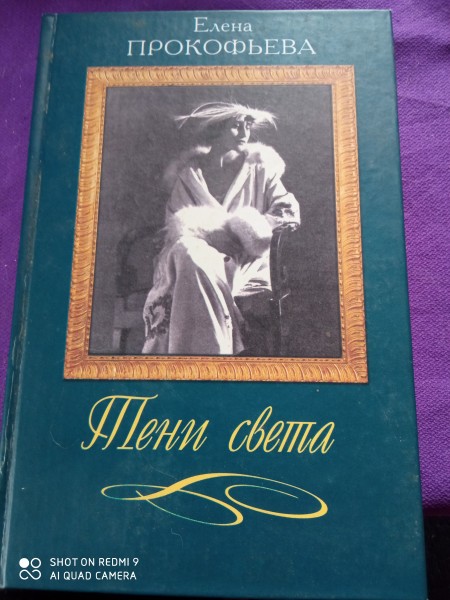 Елена
ПРОКОФЬЕВА
Тени света
SHOT ON REDMI 9
AI QUAD CAMERA